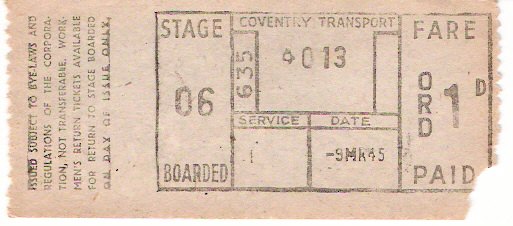 ISSUED SUBJECT TO BYE-LAWS AND
REGULATIONS OF THE CORPORA-
TION, NOT TRANSFERABLE. WORK-
MEN'S RETURN TICKETS AVAILABLE
FOR RETURN TO STAGE BOARDED
ON DAY OF ISSUE ONLY.
STAGE
06
BOARDED
COVENTRY TRANSPORT
635
4013
SERVICE
1
DATE
-9MR45
FARE
ORD
1D
PAID